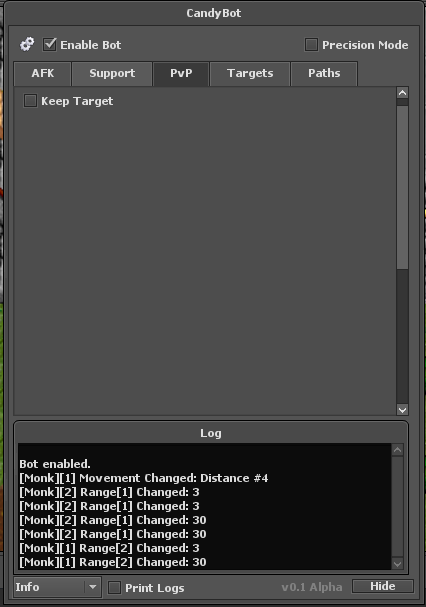 CandyBot
Enable Bot
Precision Mode
AFK Support PvP Targets Paths
Keep Target
Log
Bot enabled.
[Monk][1] Movement Changed: Distance #4
[Monk][2] Range[1] Changed: 3
[Monk][2] Range[1] Changed: 3
[Monk][2] Range[1] Changed: 30
[Monk][2] Range[1] Changed: 30
[Monk][1] Range[2] Changed: 3
[Monk][1] Range[2] Changed: 30
Info
Print Logs
v0.1 Alpha
Hide